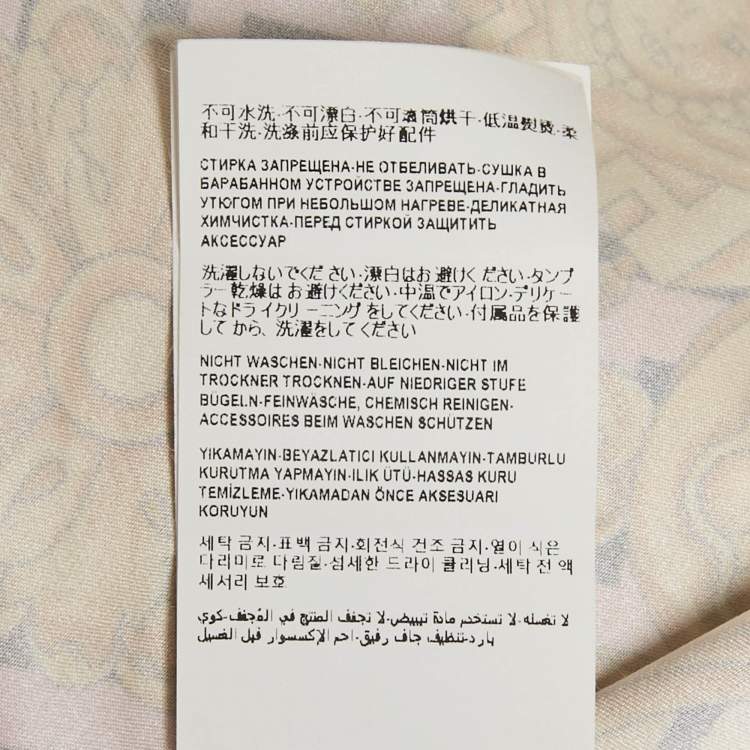 不可水洗-不可漂白-不可滚筒烘干-低温熨烫-柔
和干洗-洗涤前应保护好配件
СТИРКА ЗАПРЕЩЕНА-НЕ ОТБЕЛИВАТЬ-СУШКА В
БАРАБАННОМ УСТРОЙСТВЕ ЗАПРЕЩЕНА-ГЛАДИТЬ
УТЮГОМ ПРИ НЕБОЛЬШОМ НАГРЕВЕ-ДЕЛИКАТНАЯ
ХИМЧИСТКА-ПЕРЕД СТИРКОЙ ЗАЩИТИТЬ
АКСЕССУАР
洗濯しないでください-漂白はお避けください-タンブ
ラー乾燥はお避けください-中温でアイロン-デリケー
トなドライクリーニングをしてください-付属品を保護
してから、洗濯をしてください
NICHT WASCHEN-NICHT BLEICHEN-NICHT IM
TROCKNER TROCKNEN-AUF NIEDRIGER STUFE
BÜGELN-FEINWÄSCHE, CHEMISCH REINIGEN-
ACCESSOIRES BEIM WASCHEN SCHÜTZEN
YIKAMAYIN-BEYAZLATICI KULLANMAYIN-TAMBURLU
KURUTMA YAPMAYIN-ILIK ÜTÜ-HASSAS KURU
TEMİZLEME-YIKAMADAN ÖNCE AKSESUARI
KORUYUN
세탁 금지-표백 금지-회전식 건조 금지-열이 식은
다리미로 다림질-섬세한 드라이 클리닝-세탁 전 액
세서리 보호
لا تغسله-لا تستخدم مادة تبييض-لا تجفف المنتج في المُجفف-كوي
بارد-تنظيف جاف رفيق-احم الإكسسوار قبل الغسيل